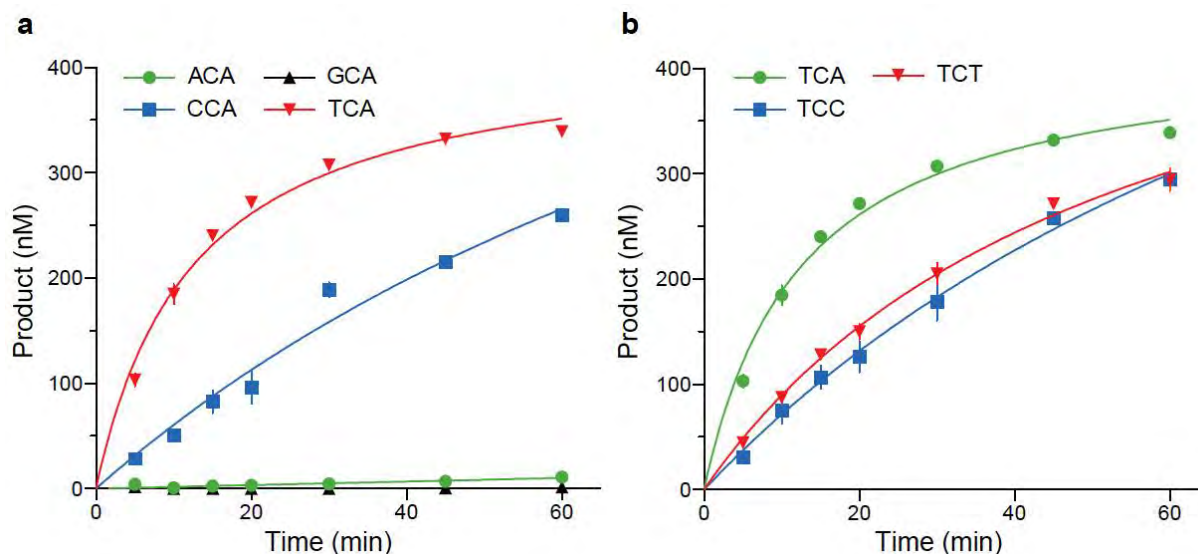 a
400
ACA
GCA
CCA
TCA
300
200
100
0
Product (nM)
0
20
40
60
Time (min)
b
400
TCA
TCT
TCC
300
200
100
0
Product (nM)
0
20
40
60
Time (min)